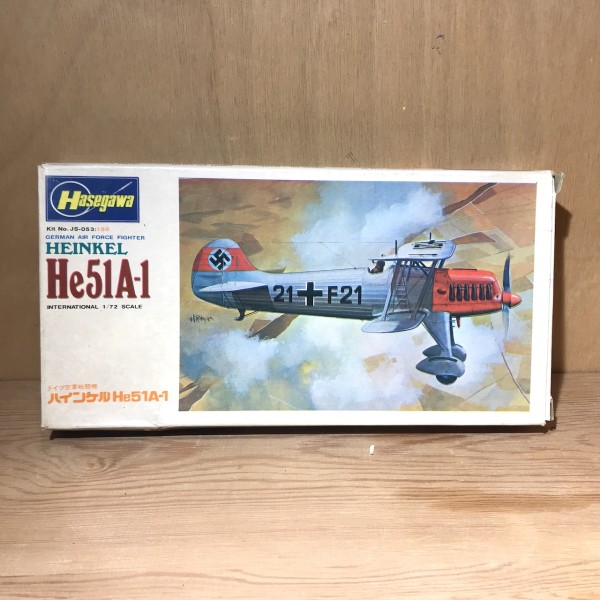 Hasegawa
Kit No. JS-053:150
GERMAN AIR FORCE FIGHTER
HEINKEL
He51A-1
INTERNATIONAL 1/72 SCALE
ドイツ空軍戦闘機
ハインケル He51A-1
21 F21